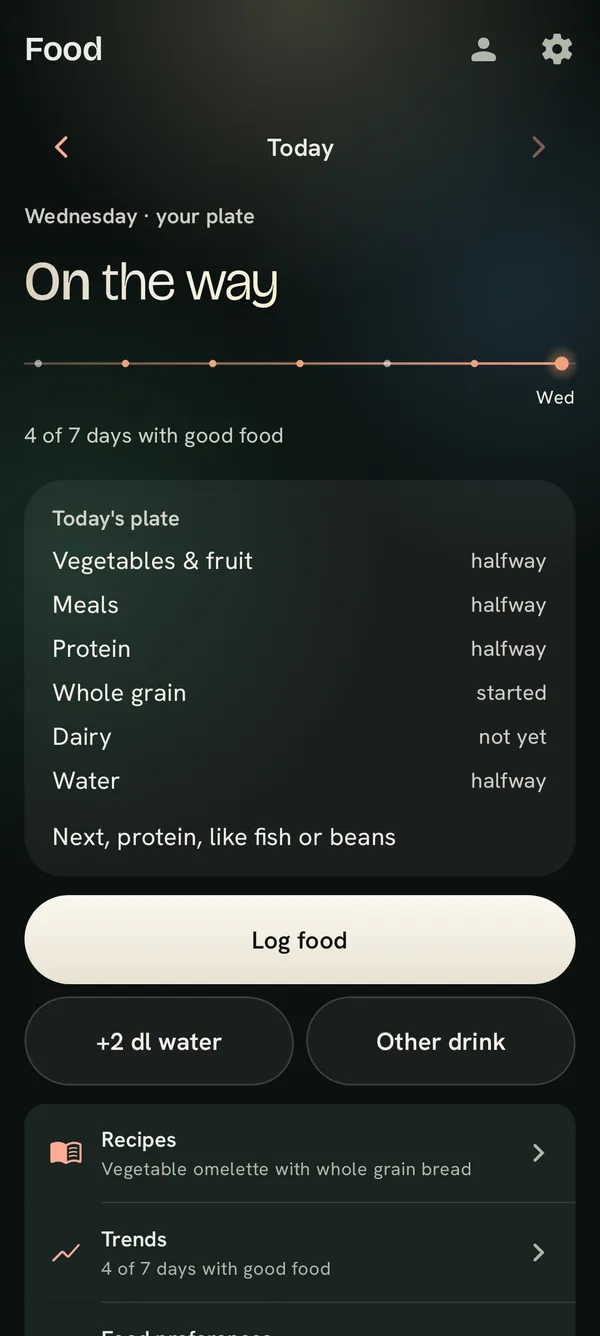 Food
Today
Wednesday · your plate
On the way
Wed
4 of 7 days with good food
Today's plate
Vegetables & fruit halfway
Meals halfway
Protein halfway
Whole grain started
Dairy not yet
Water halfway
Next, protein, like fish or beans
Log food
+2 dl water Other drink
Recipes
Vegetable omelette with whole grain bread
Trends
4 of 7 days with good food
Food preferences